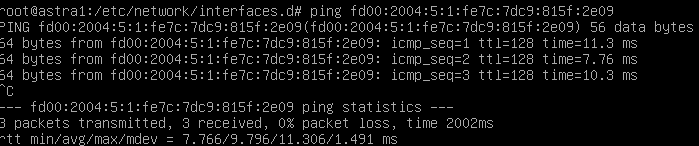 root@astra1:/etc/network/interfaces.d# ping fd00:2004:5:1:fe7c:7dc9:815f:2e09
PING fd00:2004:5:1:fe7c:7dc9:815f:2e09(fd00:2004:5:1:fe7c:7dc9:815f:2e09) 56 data bytes
64 bytes from fd00:2004:5:1:fe7c:7dc9:815f:2e09: icmp_seq=1 ttl=128 time=11.3 ms
64 bytes from fd00:2004:5:1:fe7c:7dc9:815f:2e09: icmp_seq=2 ttl=128 time=7.76 ms
64 bytes from fd00:2004:5:1:fe7c:7dc9:815f:2e09: icmp_seq=3 ttl=128 time=10.3 ms
^C
--- fd00:2004:5:1:fe7c:7dc9:815f:2e09 ping statistics ---
3 packets transmitted, 3 received, 0% packet loss, time 2002ms
rtt min/avg/max/mdev = 7.766/9.796/11.306/1.491 ms